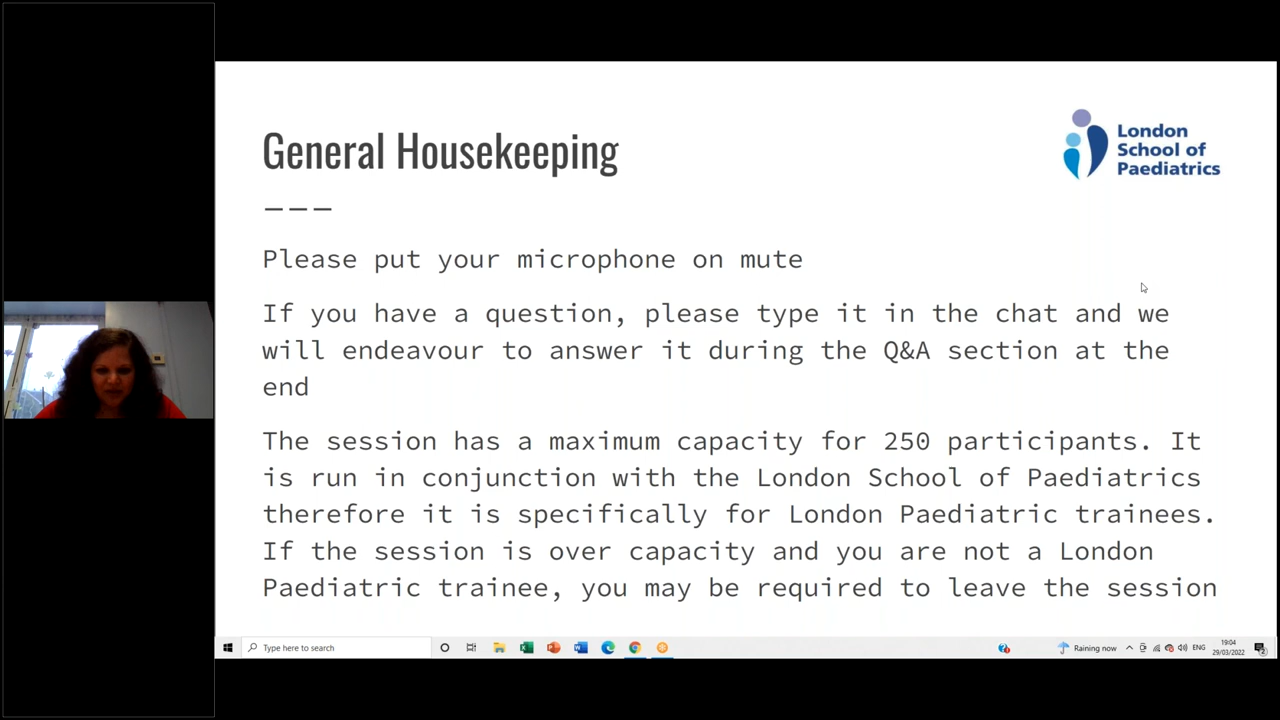 General Housekeeping
London
School of
Paediatrics
Please put your microphone on mute
If you have a question, please type it in the chat and we
will endeavour to answer it during the Q&A section at the
end
The session has a maximum capacity for 250 participants. It
is run in conjunction with the London School of Paediatrics
therefore it is specifically for London Paediatric trainees.
If the session is over capacity and you are not a London
Paediatric trainee, you may be required to leave the session
Type here to search
Raining now
ENG
19:04
29/03/2022